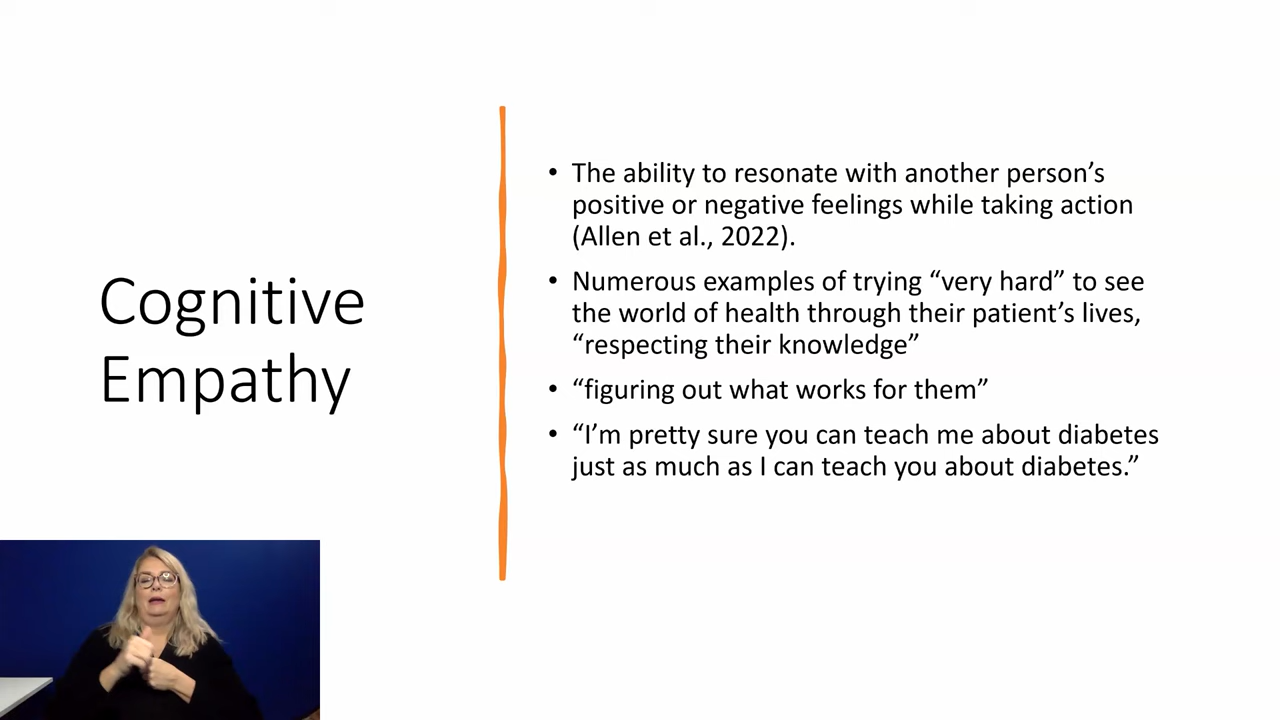 Cognitive
Empathy
• The ability to resonate with another person’s
positive or negative feelings while taking action
(Allen et al., 2022).
• Numerous examples of trying “very hard” to see
the world of health through their patient’s lives,
“respecting their knowledge”
• “figuring out what works for them”
• “I’m pretty sure you can teach me about diabetes
just as much as I can teach you about diabetes.”